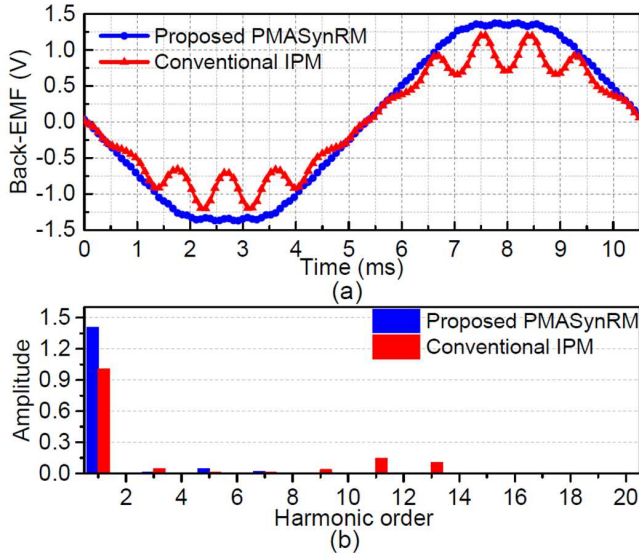 1.5
1.0
0.5
0.0
-0.5
-1.0
-1.5
Back-EMF (V)
Proposed PMASynRM
Conventional IPM
0 1 2 3 4 5 6 7 8 9 10
Time (ms)
(a)
1.5
1.2
0.9
0.6
0.3
0.0
Amplitude
Proposed PMASynRM
Conventional IPM
2 4 6 8 10 12 14 16 18 20
Harmonic order
(b)